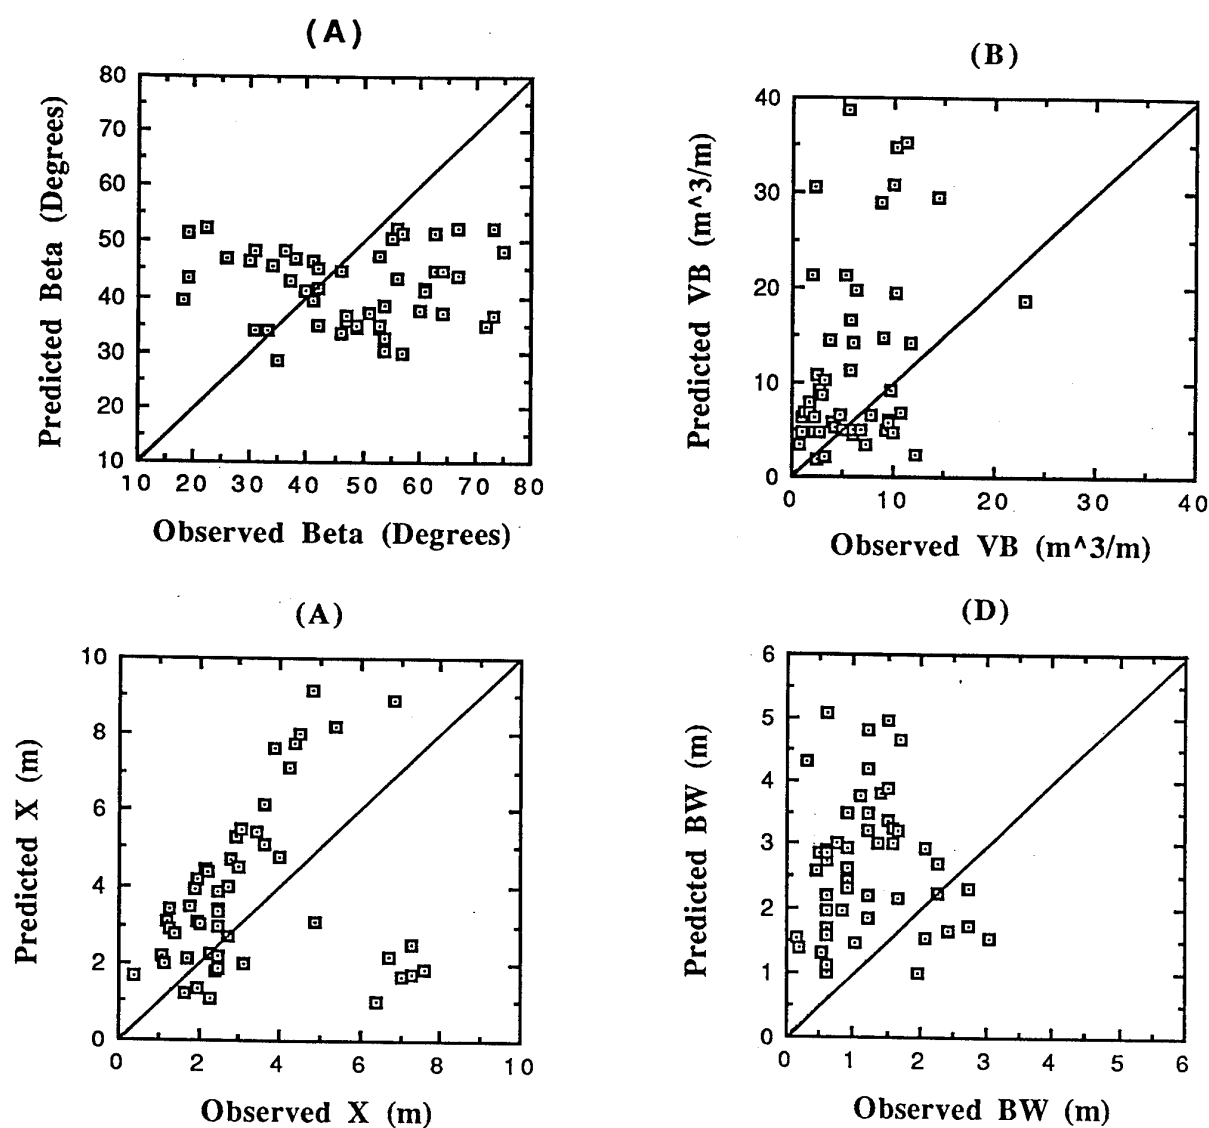 (A)
80
70
60
50
40
30
20
10
Predicted Beta (Degrees)
10 20 30 40 50 60 70 80
Observed Beta (Degrees)
(B)
40
30
20
10
0
Predicted VB (m^3/m)
0 10 20 30 40
Observed VB (m^3/m)
(A)
10
8
6
4
2
0
Predicted X (m)
0 2 4 6 8 10
Observed X (m)
(D)
6
5
4
3
2
1
0
Predicted BW (m)
0 1 2 3 4 5 6
Observed BW (m)